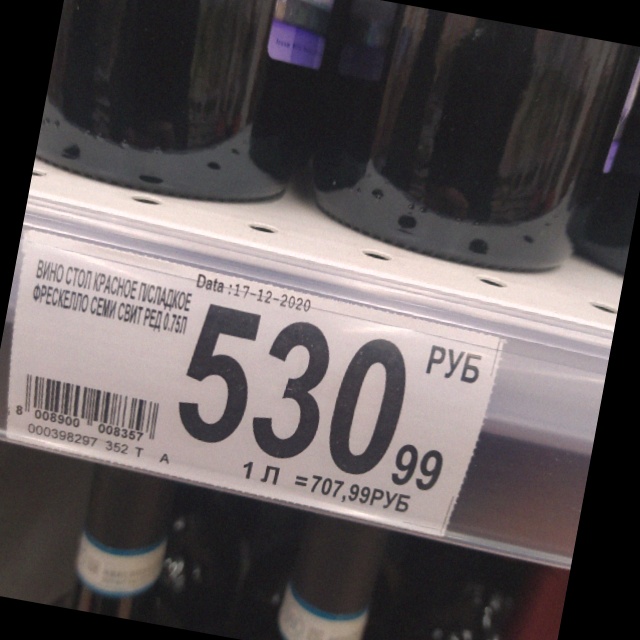 ВИНО СТОЛ КРАСНОЕ П/СЛАДКОЕ
ФРЕСКЕЛЛО СЕМИ СВИТ РЕД 0.75Л
Data :17-12-2020
530 99
РУБ
1 Л =707,99РУБ
8 008900 008357
000398297 352 Т А